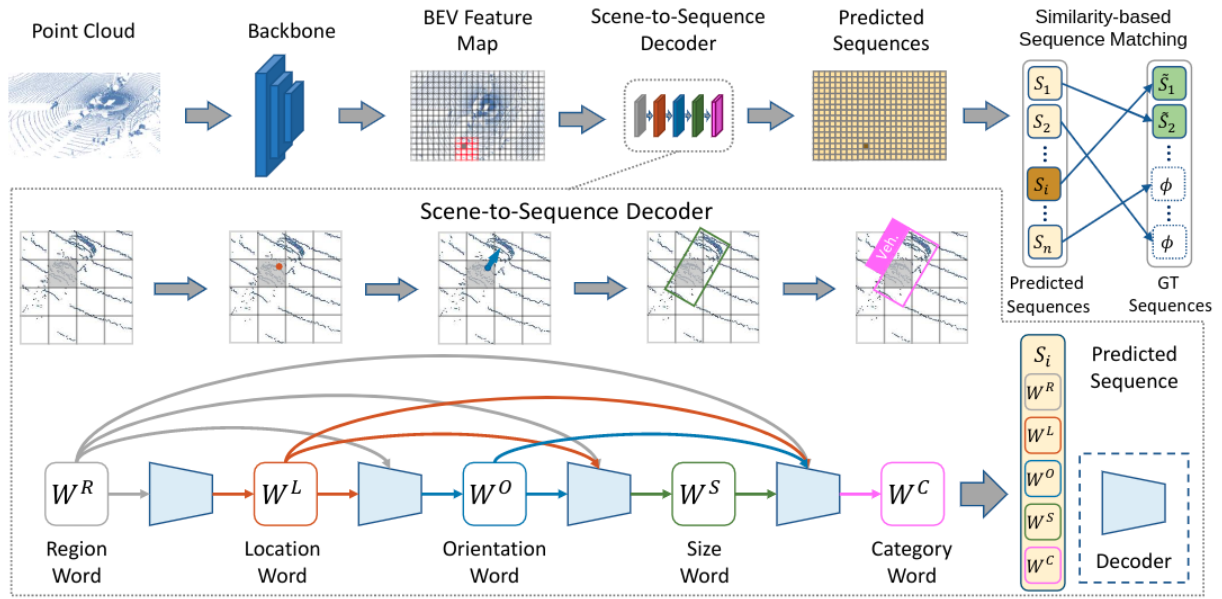 Point Cloud
Backbone
BEV Feature
Map
Scene-to-Sequence
Decoder
Predicted
Sequences
Similarity-based
Sequence Matching
S₁
S₂
Sᵢ
Sₙ
S̃₁
S̃₂
ϕ
ϕ
Predicted
Sequences
GT
Sequences
Scene-to-Sequence Decoder
Veh.
Wᴿ
Wᴸ
Wᴼ
Wˢ
W^C
Region
Word
Location
Word
Orientation
Word
Size
Word
Category
Word
Sᵢ
Wᴿ
Wᴸ
Wᴼ
Wˢ
W^C
Predicted
Sequence
Decoder